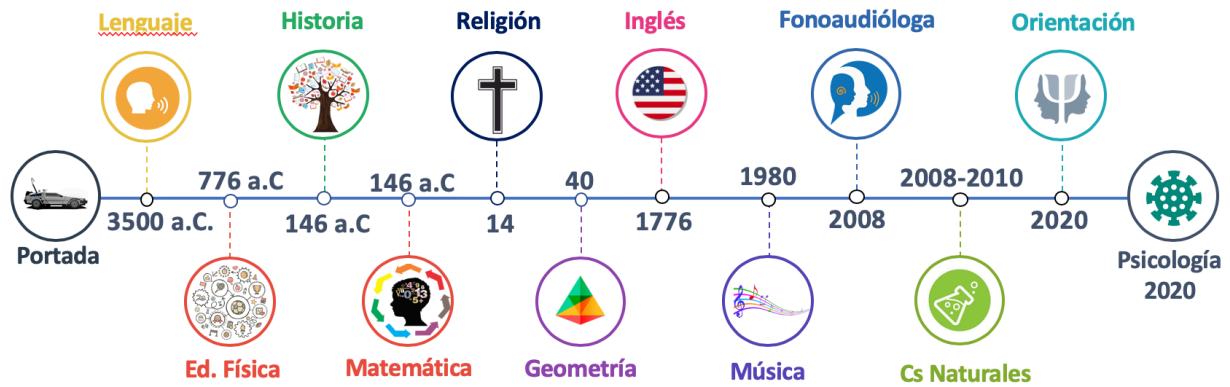 Lenguaje
Historia
Religión
Inglés
Fonoaudióloga
Orientación
776 a.C
146 a.C
40
1980
2008-2010
3500 a.C.
146 a.C
14
1776
2008
2020
Portada
Psicología
2020
Ed. Física
Matemática
Geometría
Música
Cs Naturales